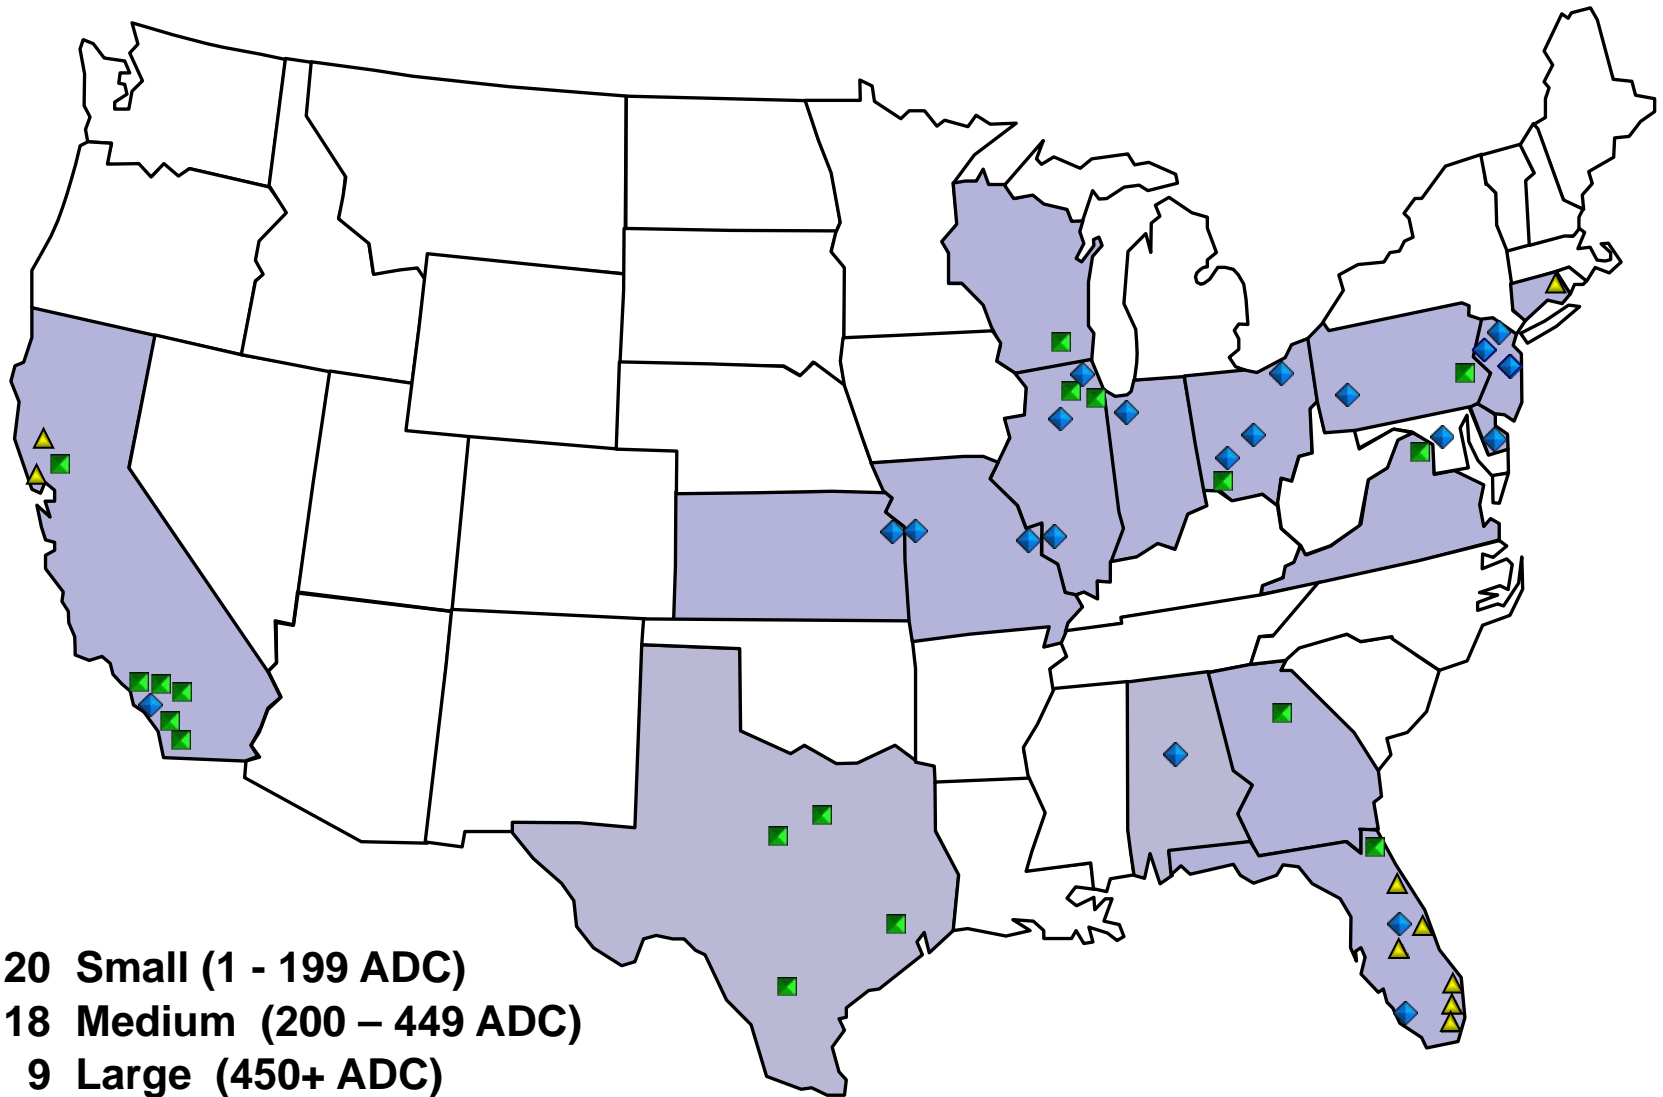 20 Small (1 - 199 ADC)
18 Medium (200 – 449 ADC)
9 Large (450+ ADC)